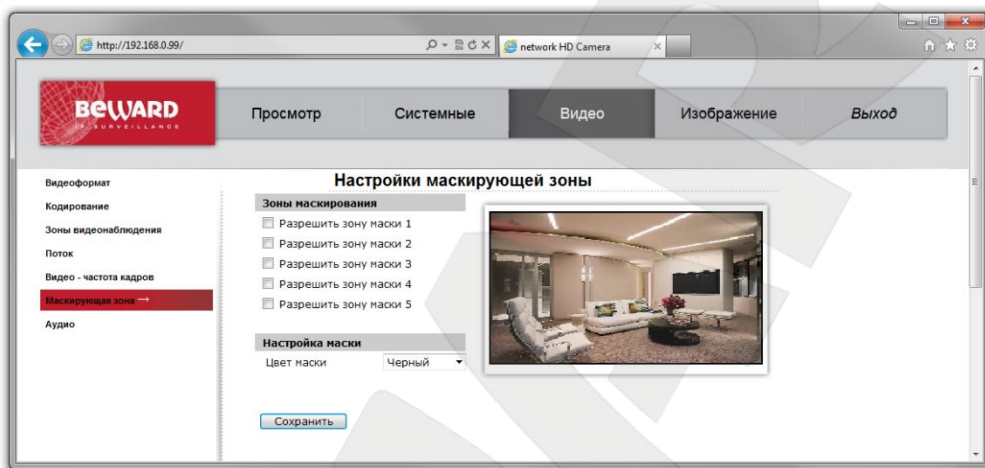 http://192.168.0.99/
network HD Camera
BEWARD
IP SURVEILLANCE
Просмотр
Системные
Видео
Изображение
Выход
Видеоформат
Кодирование
Зоны видеонаблюдения
Поток
Видео - частота кадров
Маскирующая зона →
Аудио
Настройки маскирующей зоны
Зоны маскирования
Разрешить зону маски 1
Разрешить зону маски 2
Разрешить зону маски 3
Разрешить зону маски 4
Разрешить зону маски 5
Настройка маски
Цвет маски Черный
Сохранить